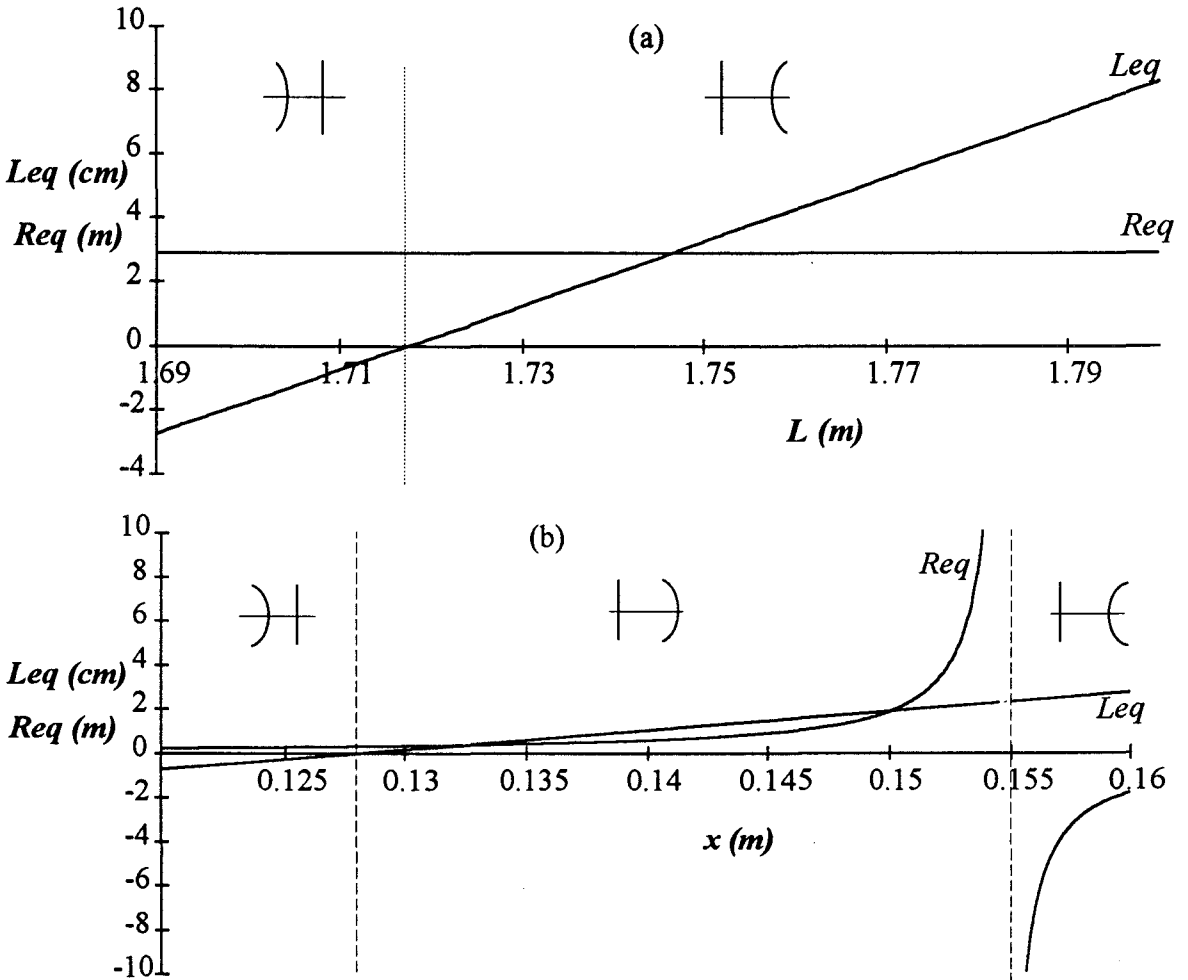 (a)
10
8
6
4
2
0
-2
-4
Leq (cm)
Req (m)
Leq
Req
1.69 1.71 1.73 1.75 1.77 1.79
L (m)
(b)
10
8
6
4
2
0
-2
-4
-6
-8
-10
Leq (cm)
Req (m)
Req
Leq
0.125 0.13 0.135 0.14 0.145 0.15 0.155 0.16
x (m)